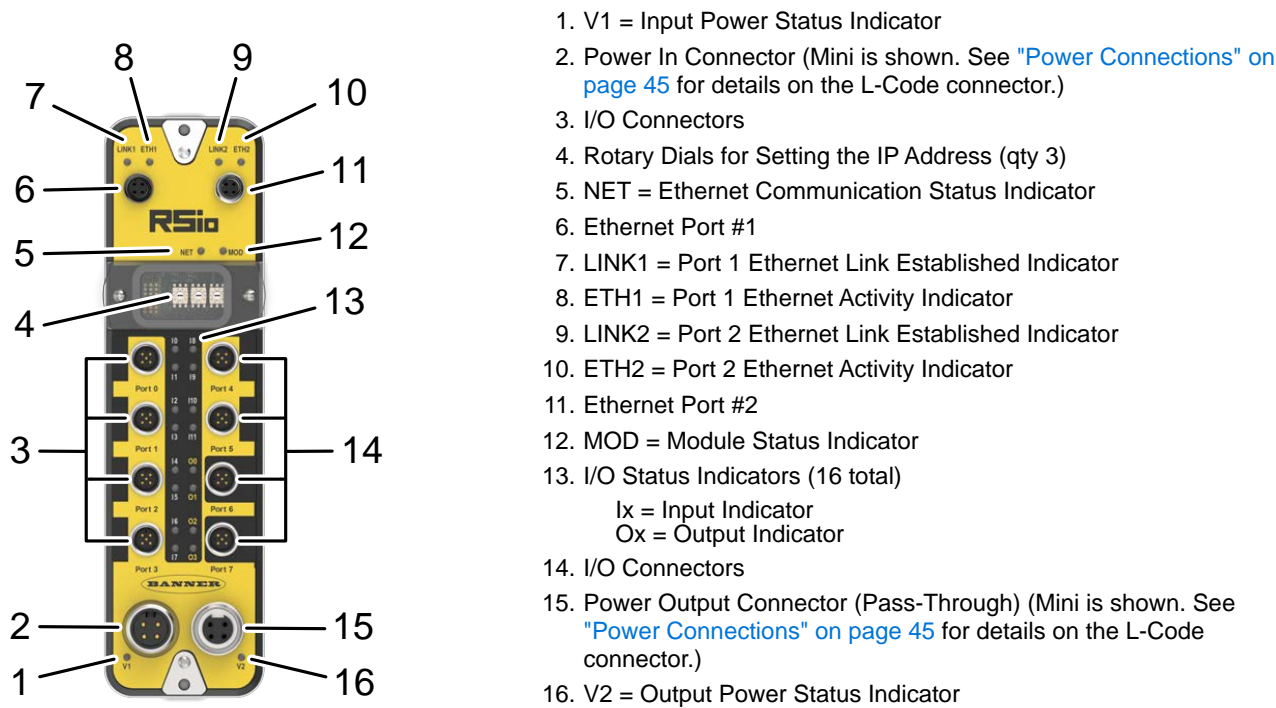 8
9
7
10
LINK1 ETH1
LINK2 ETH2
6
11
RSio
5
NET
MOD
12
4
13
I0 I8
I1 I9
Port 0
Port 4
I2 I10
I3 I11
Port 1
Port 5
3
14
I4 O0
I5 O1
Port 2
Port 6
I6 O2
I7 O3
Port 3
Port 7
BANNER
2
15
V1
V2
1
16
1. V1 = Input Power Status Indicator
2. Power In Connector (Mini is shown. See "Power Connections" on
page 45 for details on the L-Code connector.)
3. I/O Connectors
4. Rotary Dials for Setting the IP Address (qty 3)
5. NET = Ethernet Communication Status Indicator
6. Ethernet Port #1
7. LINK1 = Port 1 Ethernet Link Established Indicator
8. ETH1 = Port 1 Ethernet Activity Indicator
9. LINK2 = Port 2 Ethernet Link Established Indicator
10. ETH2 = Port 2 Ethernet Activity Indicator
11. Ethernet Port #2
12. MOD = Module Status Indicator
13. I/O Status Indicators (16 total)
Ix = Input Indicator
Ox = Output Indicator
14. I/O Connectors
15. Power Output Connector (Pass-Through) (Mini is shown. See
"Power Connections" on page 45 for details on the L-Code
connector.)
16. V2 = Output Power Status Indicator